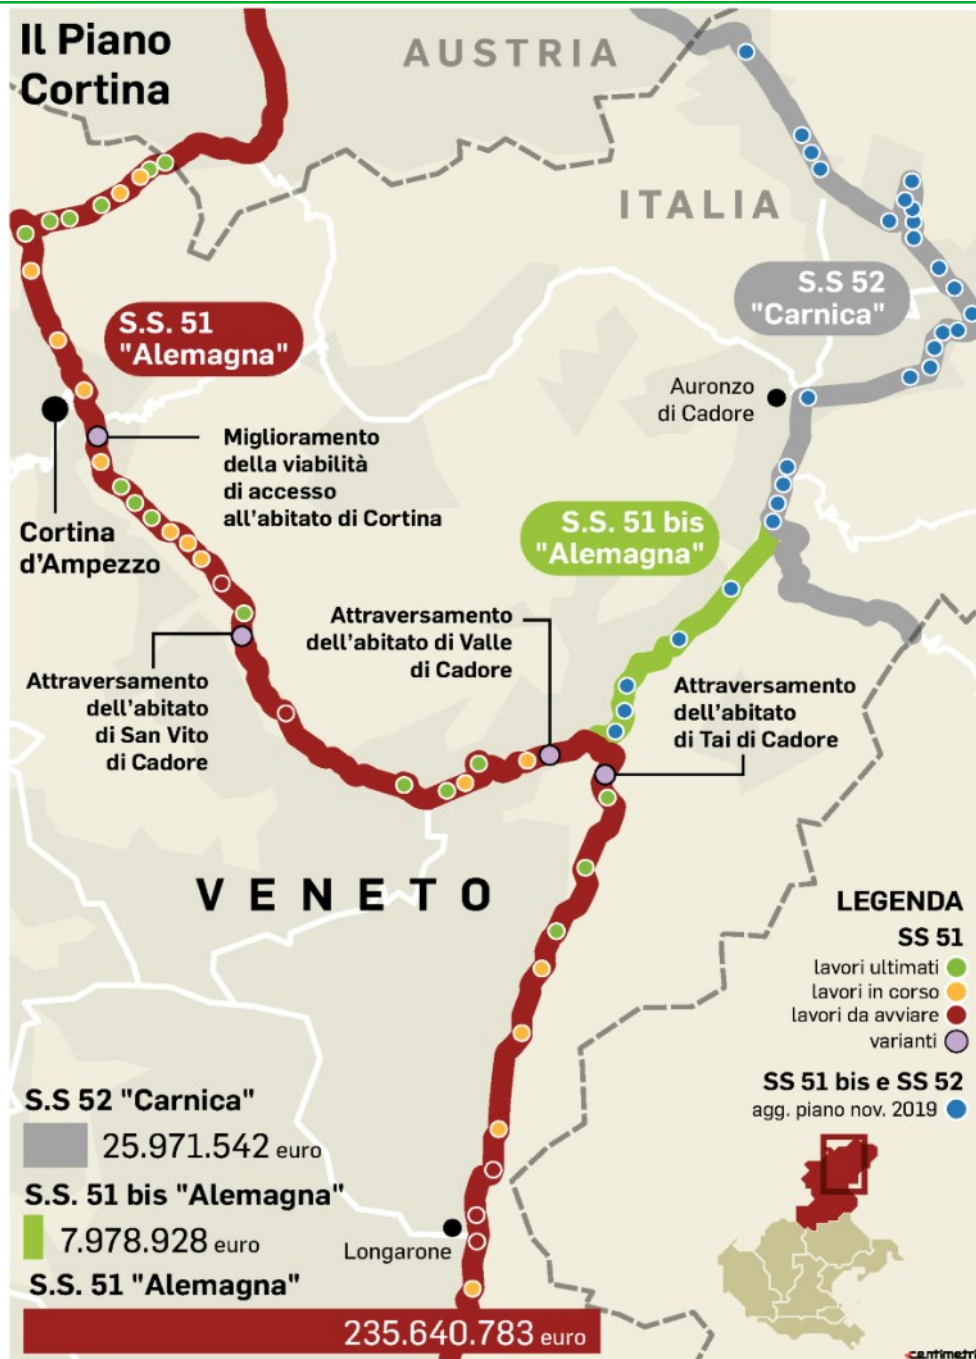 Il Piano
Cortina
AUSTRIA
ITALIA
S.S 52
"Carnica"
S.S. 51
"Alemagna"
Auronzo
di Cadore
Miglioramento
della viabilità
di accesso
all'abitato di Cortina
Cortina
d'Ampezzo
S.S. 51 bis
"Alemagna"
Attraversamento
dell'abitato di Valle
di Cadore
Attraversamento
dell'abitato
di San Vito
di Cadore
Attraversamento
dell'abitato
di Tai di Cadore
VENETO
LEGENDA
SS 51
lavori ultimati
lavori in corso
lavori da avviare
varianti
SS 51 bis e SS 52
agg. piano nov. 2019
S.S 52 "Carnica"
25.971.542 euro
S.S. 51 bis "Alemagna"
7.978.928 euro
Longarone
S.S. 51 "Alemagna"
235.640.783 euro
centimetri